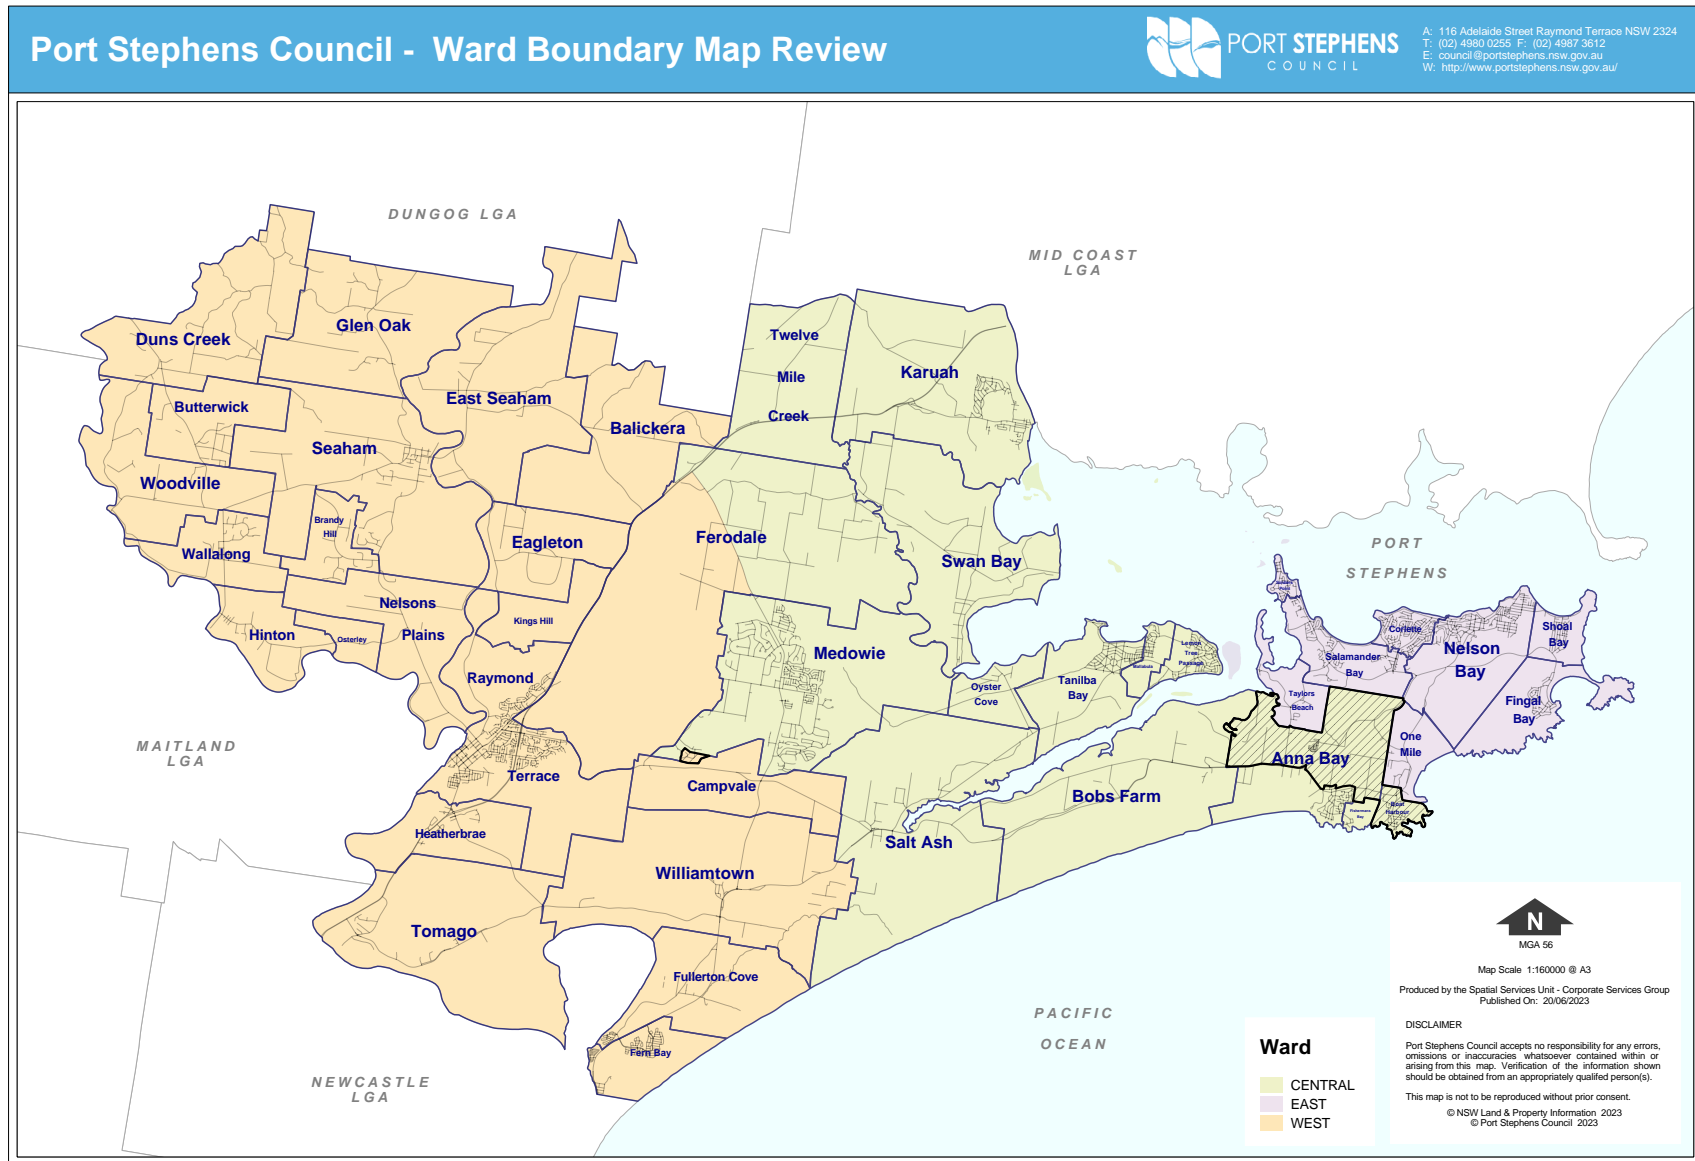 Port Stephens Council - Ward Boundary Map Review
PORT STEPHENS
COUNCIL
A: 116 Adelaide Street Raymond Terrace NSW 2324
T: (02) 4980 0255 F: (02) 4987 3612
E: council@portstephens.nsw.gov.au
W: http://www.portstephens.nsw.gov.au/
DUNGOG LGA
MID COAST
LGA
Duns Creek
Glen Oak
Twelve
Mile
Creek
Karuah
Butterwick
East Seaham
Balickera
Seaham
Woodville
Brandy
Hill
Wallalong
Eagleton
Ferodale
Swan Bay
PORT
STEPHENS
Nelsons
Plains
Kings Hill
Hinton
Osterley
Medowie
Raymond
Terrace
Oyster
Cove
Tanilba
Bay
Mallabula
Lemon
Tree
Passage
Corlette
Salamander
Bay
Nelson
Bay
Shoal
Bay
Taylors
Beach
Fingal
Bay
One
Mile
Anna Bay
MAITLAND
LGA
Campvale
Bobs Farm
Boat
Harbour
Fishermans
Bay
Heatherbrae
Salt Ash
Williamtown
Tomago
Fullerton Cove
Fern Bay
NEWCASTLE
LGA
PACIFIC
OCEAN
Ward
CENTRAL
EAST
WEST
N
MGA 56
Map Scale 1:160000 @ A3
Produced by the Spatial Services Unit - Corporate Services Group
Published On: 20/06/2023
DISCLAIMER
Port Stephens Council accepts no responsibility for any errors,
omissions or inaccuracies whatsoever contained within or
arising from this map. Verification of the information shown
should be obtained from an appropriately qualifed person(s).
This map is not to be reproduced without prior consent.
© NSW Land & Property Information 2023
© Port Stephens Council 2023